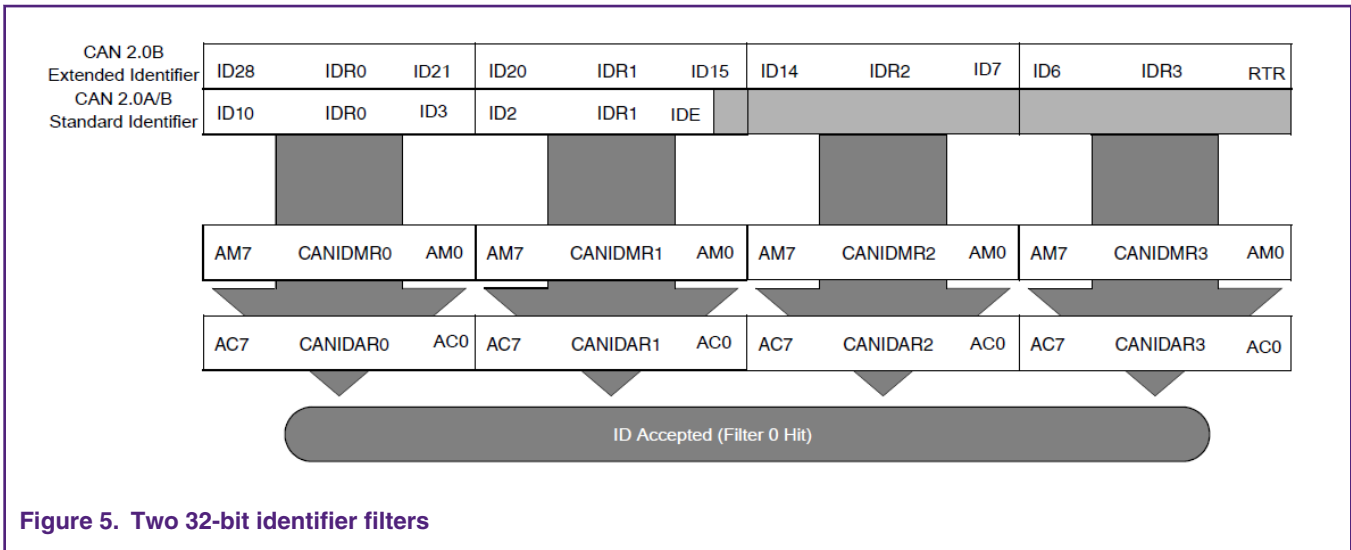 CAN 2.0B
Extended Identifier
ID28 IDR0 ID21 ID20 IDR1 ID15 ID14 IDR2 ID7 ID6 IDR3 RTR
CAN 2.0A/B
Standard Identifier
ID10 IDR0 ID3 ID2 IDR1 IDE
AM7 CANIDMR0 AM0 AM7 CANIDMR1 AM0 AM7 CANIDMR2 AM0 AM7 CANIDMR3 AM0
AC7 CANIDAR0 AC0 AC7 CANIDAR1 AC0 AC7 CANIDAR2 AC0 AC7 CANIDAR3 AC0
ID Accepted (Filter 0 Hit)
Figure 5. Two 32-bit identifier filters